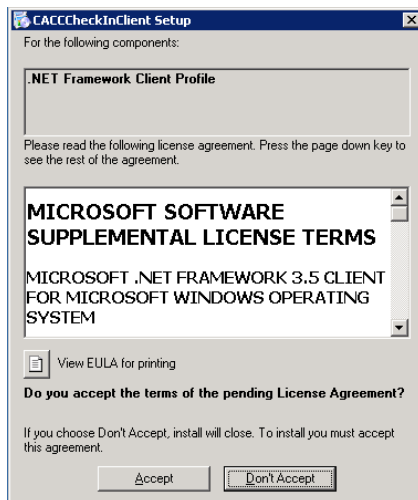 CACCCheckInClient Setup
For the following components:
.NET Framework Client Profile
Please read the following license agreement. Press the page down key to
see the rest of the agreement.
MICROSOFT SOFTWARE
SUPPLEMENTAL LICENSE TERMS
MICROSOFT .NET FRAMEWORK 3.5 CLIENT
FOR MICROSOFT WINDOWS OPERATING
SYSTEM
View EULA for printing
Do you accept the terms of the pending License Agreement?
If you choose Don't Accept, install will close. To install you must accept
this agreement.
Accept Don't Accept